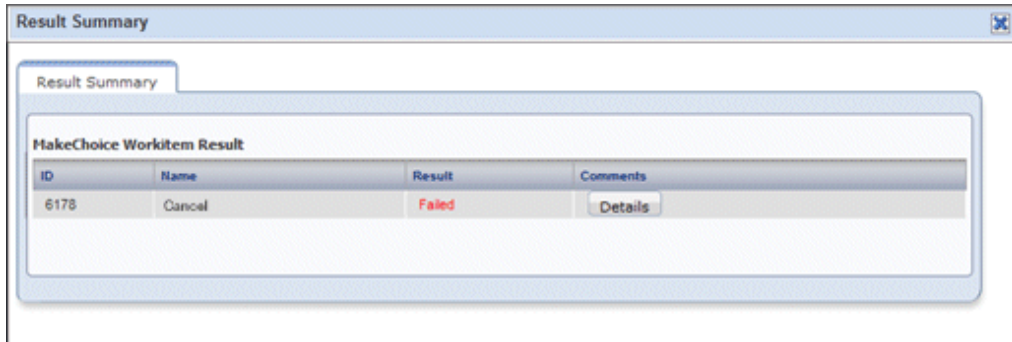 Result Summary
Result Summary
MakeChoice Workitem Result
ID Name Result Comments
6178 Cancel Failed Details